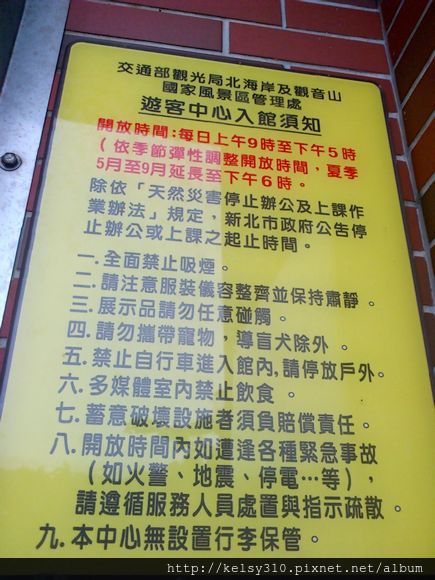 交通部觀光局北海岸及觀音山
國家風景區管理處
遊客中心入館須知
開放時間:每日上午9時至下午5時
(依季節彈性調整開放時間,夏季
5月至9月延長至下午6時。
除依「天然災害停止辦公及上課作
業辦法」規定,新北市政府公告停
止辦公或上課之起止時間。
一.全面禁止吸煙。
二.請注意服裝儀容整齊並保持肅靜。
三.展示品請勿任意碰觸。
四.請勿攜帶寵物,導盲犬除外。
五.禁止自行車進入館內,請停放戶外。
六.多媒體室內禁止飲食。
七.蓄意破壞設施者須負賠償責任。
八.開放時間內如遭逢各種緊急事故
(如火警、地震、停電…等),
請遵循服務人員處置與指示疏散。
九.本中心無設置行李保管。
http://kelsy310.pixnet.net/album